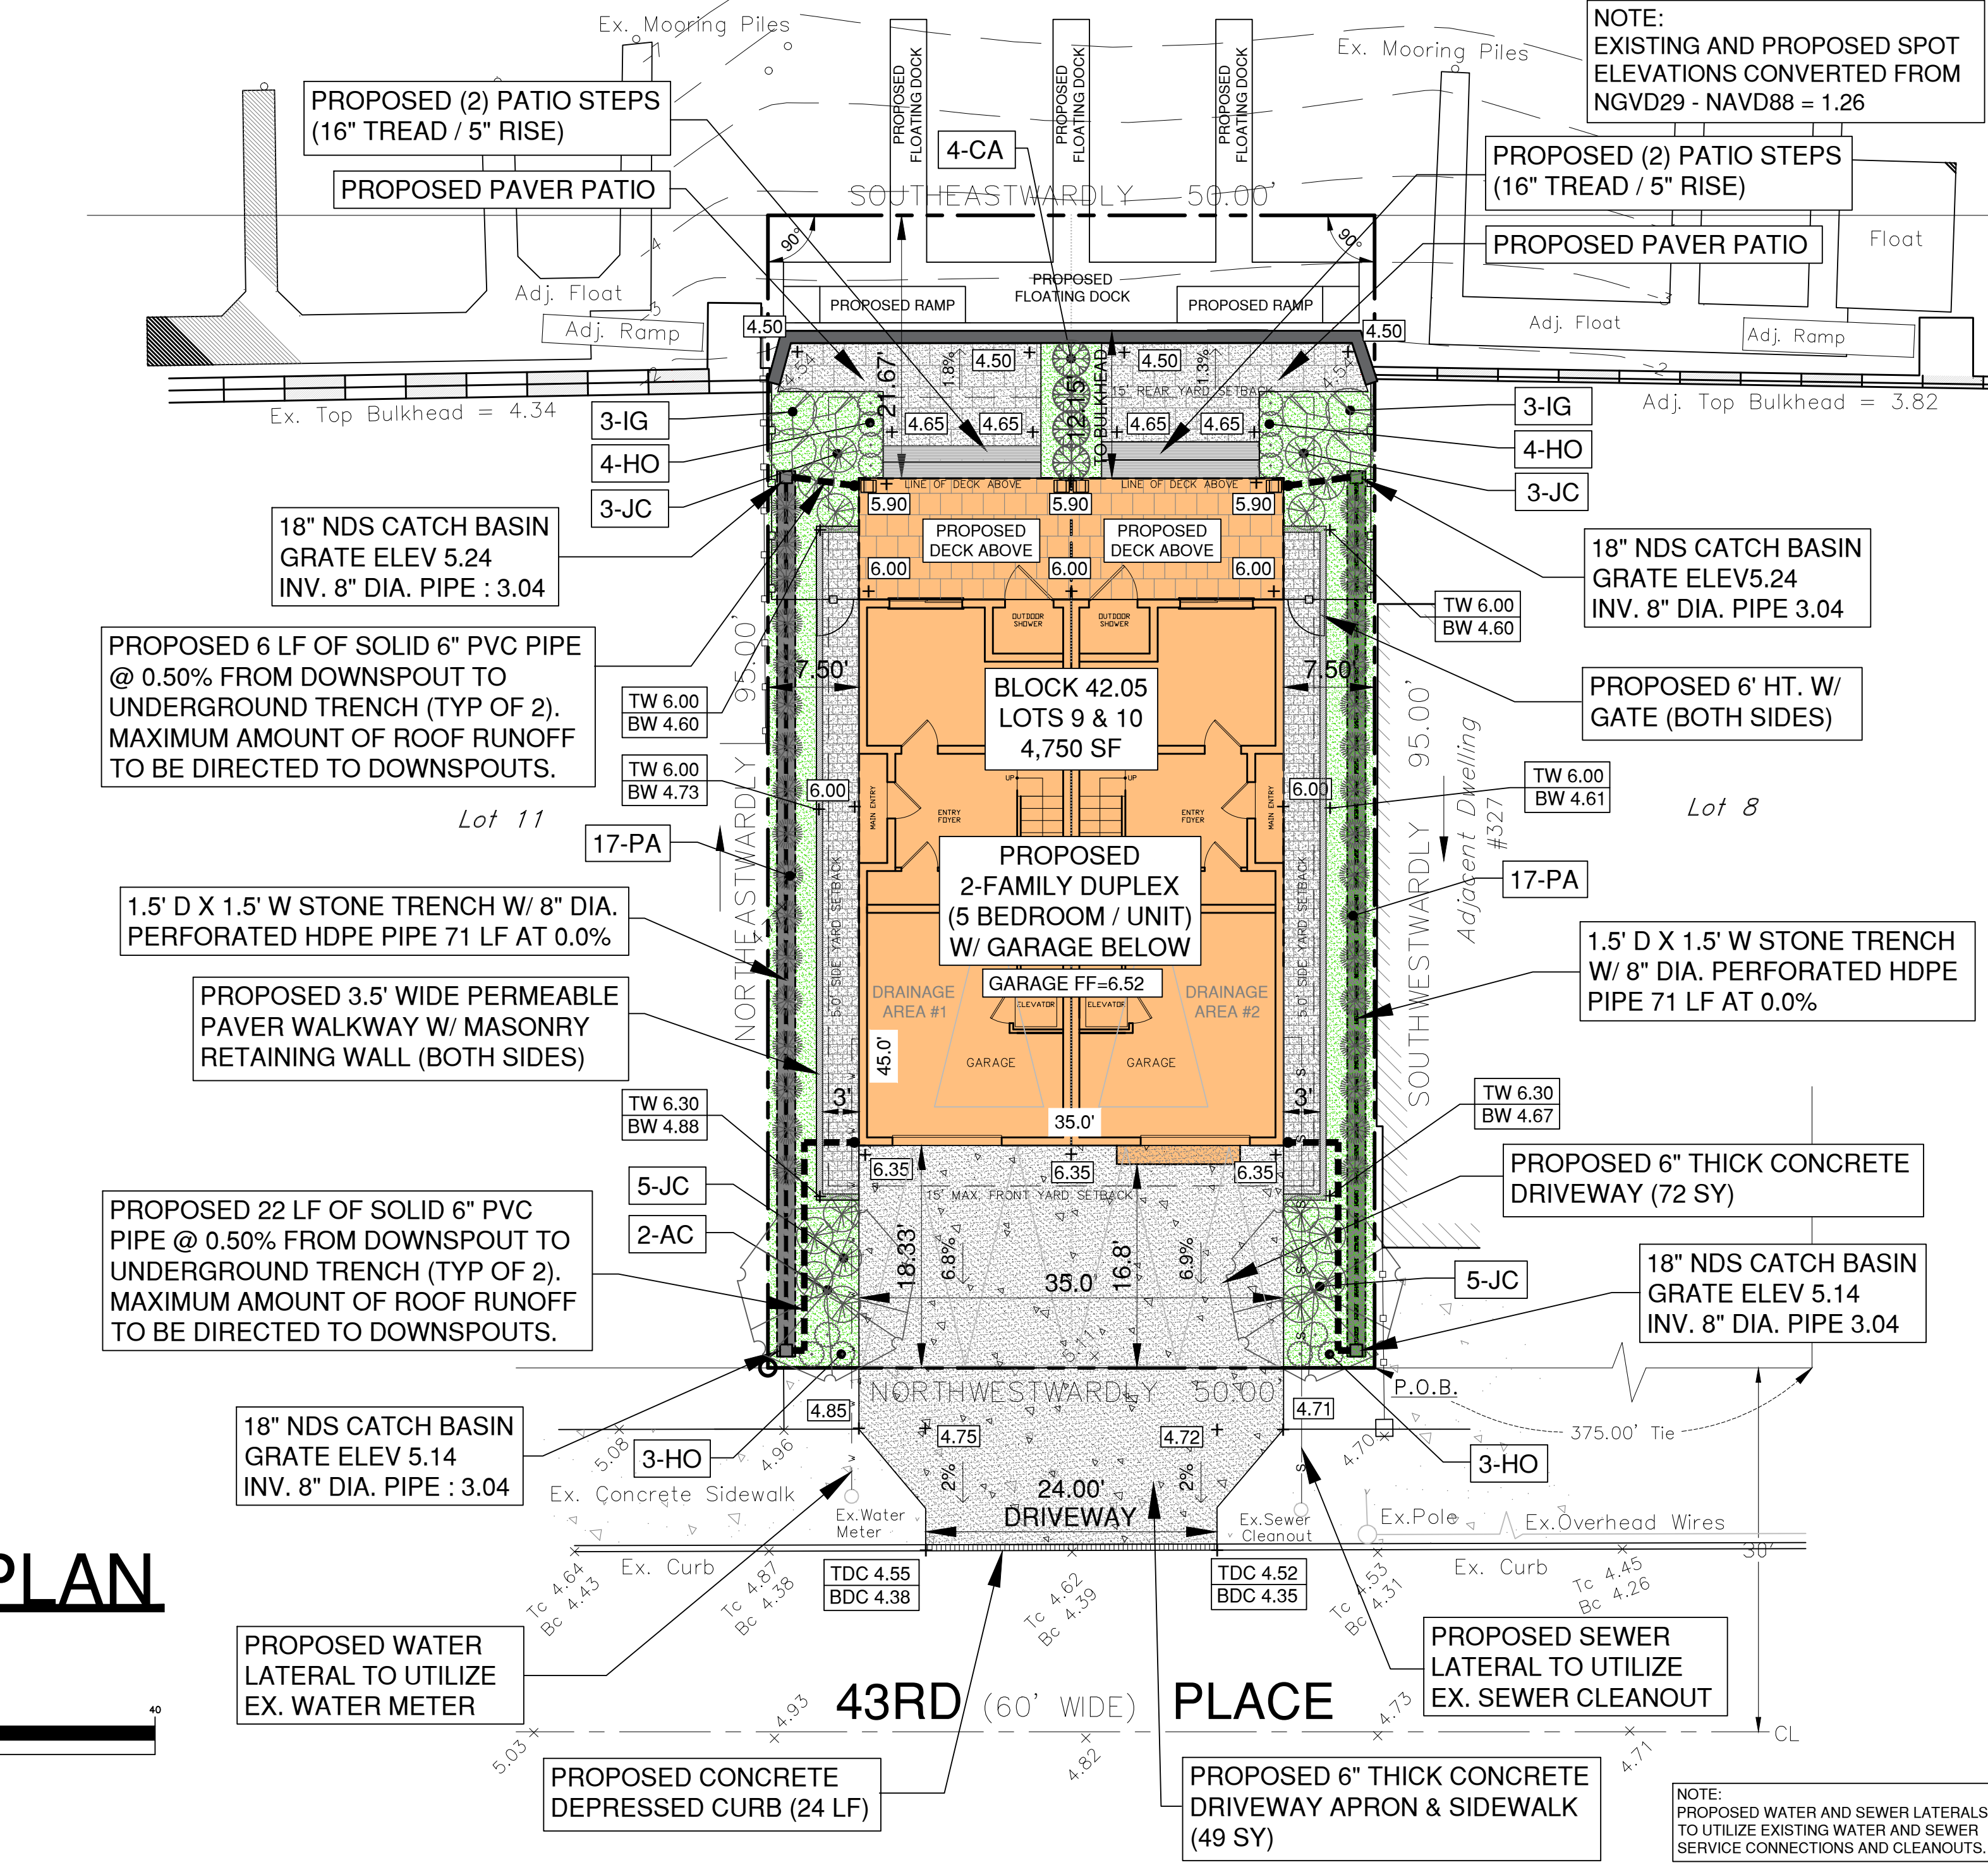 Ex. Mooring Piles
Ex. Mooring Piles
NOTE:
EXISTING AND PROPOSED SPOT
ELEVATIONS CONVERTED FROM
NGVD29 - NAVD88 = 1.26
PROPOSED (2) PATIO STEPS
(16" TREAD / 5" RISE)
PROPOSED PAVER PATIO
PROPOSED
FLOATING DOCK
PROPOSED
FLOATING DOCK
PROPOSED
FLOATING DOCK
4-CA
PROPOSED (2) PATIO STEPS
(16" TREAD / 5" RISE)
PROPOSED PAVER PATIO
SOUTHEASTWARDLY 50.00'
90°
90°
Float
Adj. Float
Adj. Ramp
PROPOSED
FLOATING DOCK
PROPOSED RAMP
PROPOSED RAMP
Adj. Float
Adj. Ramp
4
3
2
2
4.50
4.50
4.54
4.54
4.50
4.50
1.8%
1.3%
21.67'
12.15'
TO BULKHEAD
15' REAR YARD SETBACK
4.65
4.65
4.65
4.65
Ex. Top Bulkhead = 4.34
Adj. Top Bulkhead = 3.82
3-IG
4-HO
3-JC
3-IG
4-HO
3-JC
LINE OF DECK ABOVE
LINE OF DECK ABOVE
5.90
5.90
5.90
PROPOSED
DECK ABOVE
PROPOSED
DECK ABOVE
6.00
6.00
6.00
18" NDS CATCH BASIN
GRATE ELEV 5.24
INV. 8" DIA. PIPE : 3.04
18" NDS CATCH BASIN
GRATE ELEV5.24
INV. 8" DIA. PIPE 3.04
OUTDOOR
SHOWER
OUTDOOR
SHOWER
TW 6.00
BW 4.60
PROPOSED 6 LF OF SOLID 6" PVC PIPE
@ 0.50% FROM DOWNSPOUT TO
UNDERGROUND TRENCH (TYP OF 2).
MAXIMUM AMOUNT OF ROOF RUNOFF
TO BE DIRECTED TO DOWNSPOUTS.
TW 6.00
BW 4.60
7.50'
7.50'
BLOCK 42.05
LOTS 9 & 10
4,750 SF
PROPOSED 6' HT. W/
GATE (BOTH SIDES)
TW 6.00
BW 4.73
TW 6.00
BW 4.61
6.00
6.00
UP
UP
ENTRY
FOYER
ENTRY
FOYER
MAIN ENTRY
MAIN ENTRY
Lot 11
Lot 8
NORTHEASTWARDLY 95.00'
SOUTHWESTWARDLY 95.00'
Adjacent Dwelling
#327
17-PA
17-PA
PROPOSED
2-FAMILY DUPLEX
(5 BEDROOM / UNIT)
W/ GARAGE BELOW
GARAGE FF=6.52
1.5' D X 1.5' W STONE TRENCH W/ 8" DIA.
PERFORATED HDPE PIPE 71 LF AT 0.0%
1.5' D X 1.5' W STONE TRENCH
W/ 8" DIA. PERFORATED HDPE
PIPE 71 LF AT 0.0%
5.0' SIDE YARD SETBACK
5.0' SIDE YARD SETBACK
PROPOSED 3.5' WIDE PERMEABLE
PAVER WALKWAY W/ MASONRY
RETAINING WALL (BOTH SIDES)
DRAINAGE
AREA #1
DRAINAGE
AREA #2
ELEVATOR
ELEVATOR
GARAGE
GARAGE
45.0'
35.0'
3'
3'
TW 6.30
BW 4.88
TW 6.30
BW 4.67
6.35
6.35
6.35
15' MAX. FRONT YARD SETBACK
5-JC
2-AC
PROPOSED 6" THICK CONCRETE
DRIVEWAY (72 SY)
PROPOSED 22 LF OF SOLID 6" PVC
PIPE @ 0.50% FROM DOWNSPOUT TO
UNDERGROUND TRENCH (TYP OF 2).
MAXIMUM AMOUNT OF ROOF RUNOFF
TO BE DIRECTED TO DOWNSPOUTS.
18.33'
6.8%
35.0'
16.8'
6.9%
5.11
5-JC
18" NDS CATCH BASIN
GRATE ELEV 5.14
INV. 8" DIA. PIPE 3.04
NORTHWESTWARDLY 50.00'
P.O.B.
375.00' Tie
18" NDS CATCH BASIN
GRATE ELEV 5.14
INV. 8" DIA. PIPE : 3.04
3-HO
3-HO
4.85
4.71
4.75
4.72
5.08
4.96
4.70
2%
2%
24.00'
DRIVEWAY
Ex. Concrete Sidewalk
Ex.Water
Meter
Ex.Sewer
Cleanout
Ex.Pole
Ex.Overhead Wires
30'
Ex. Curb
Ex. Curb
Tc 4.64
Bc 4.43
Tc 4.87
Bc 4.38
TDC 4.55
BDC 4.38
Tc 4.62
Bc 4.39
TDC 4.52
BDC 4.35
Tc 4.53
Bc 4.31
Tc 4.45
Bc 4.26
PLAN
40
PROPOSED WATER
LATERAL TO UTILIZE
EX. WATER METER
PROPOSED SEWER
LATERAL TO UTILIZE
EX. SEWER CLEANOUT
43RD (60' WIDE) PLACE
5.03
4.93
4.82
4.73
4.71
CL
PROPOSED CONCRETE
DEPRESSED CURB (24 LF)
PROPOSED 6" THICK CONCRETE
DRIVEWAY APRON & SIDEWALK
(49 SY)
NOTE:
PROPOSED WATER AND SEWER LATERALS
TO UTILIZE EXISTING WATER AND SEWER
SERVICE CONNECTIONS AND CLEANOUTS.